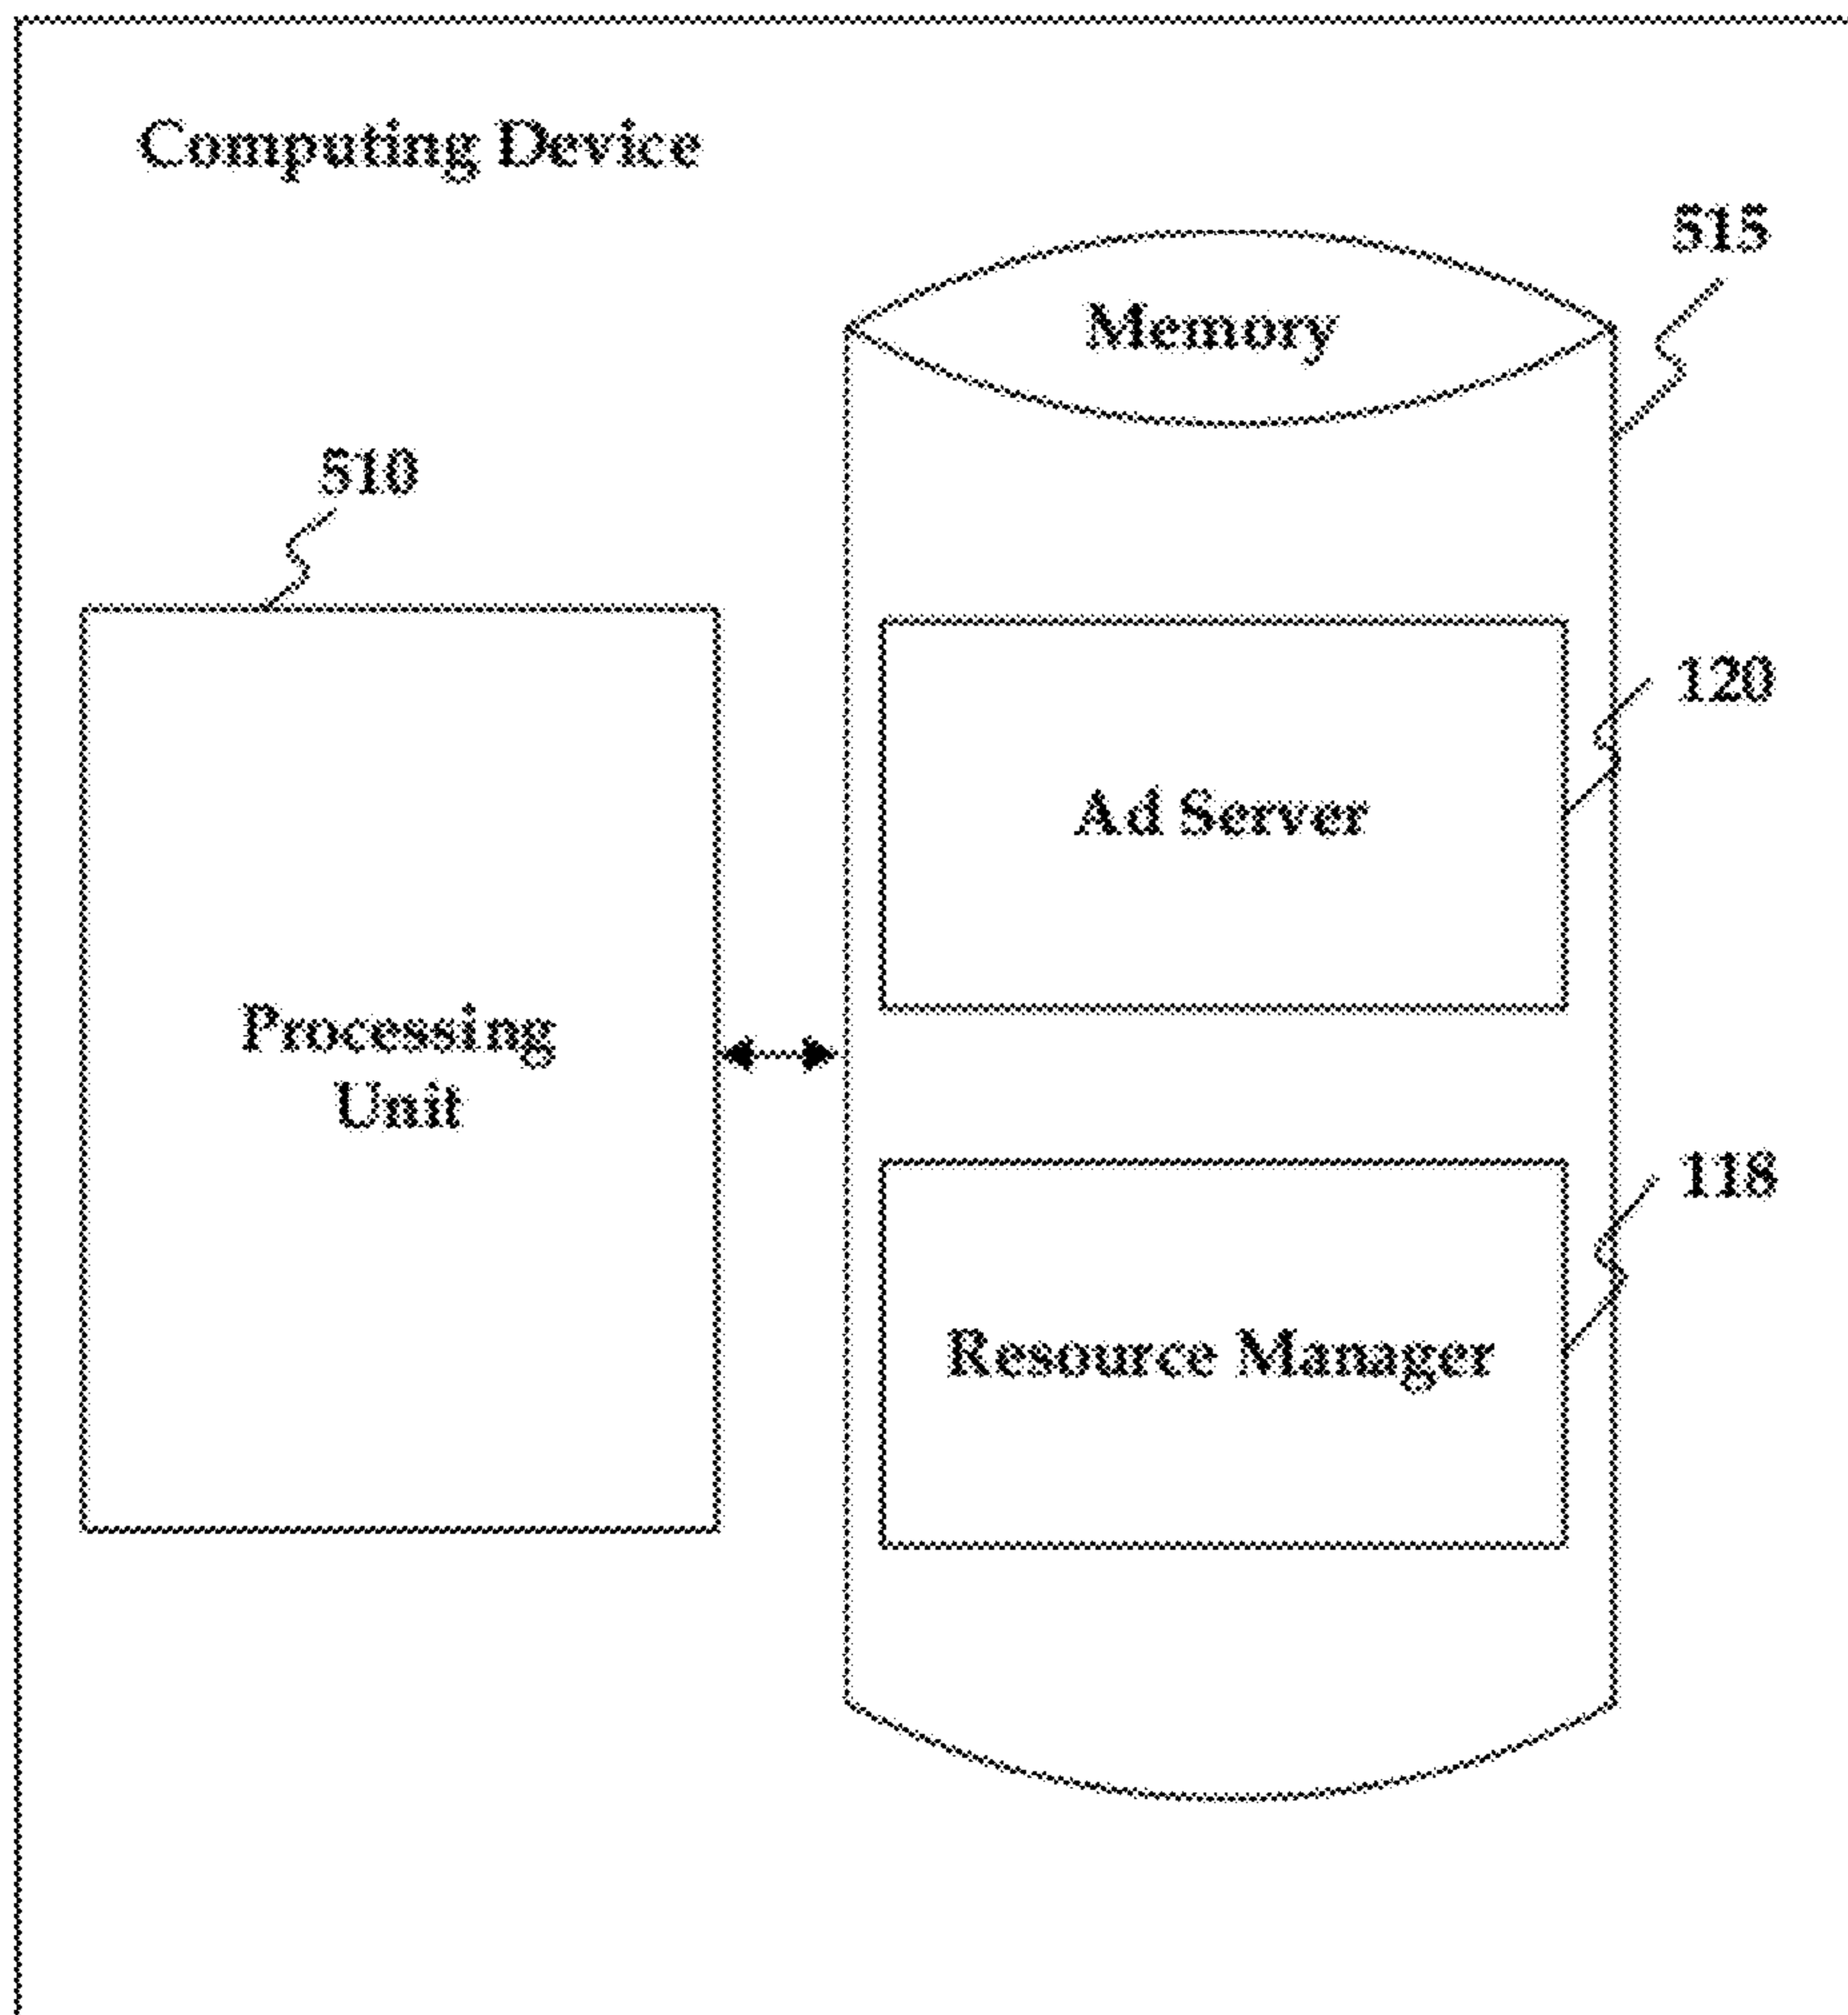 Computing Device
515
Memory
510
120
Ad Server
Processing
Unit
118
Resource Manager